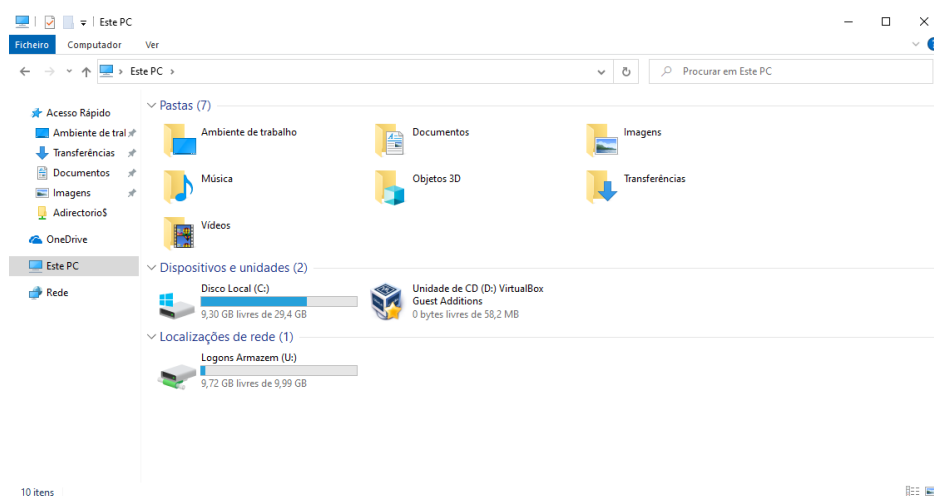 Este PC
Ficheiro Computador Ver
Este PC
Procurar em Este PC
Acesso Rápido
Ambiente de tral
Transferências
Documentos
Imagens
Adirectorio$
OneDrive
Este PC
Rede
Pastas (7)
Ambiente de trabalho
Documentos
Imagens
Música
Objetos 3D
Transferências
Vídeos
Dispositivos e unidades (2)
Disco Local (C:)
9,30 GB livres de 29,4 GB
Unidade de CD (D:) VirtualBox
Guest Additions
0 bytes livres de 58,2 MB
Localizações de rede (1)
Logons Armazem (U:)
9,72 GB livres de 9,99 GB
10 itens